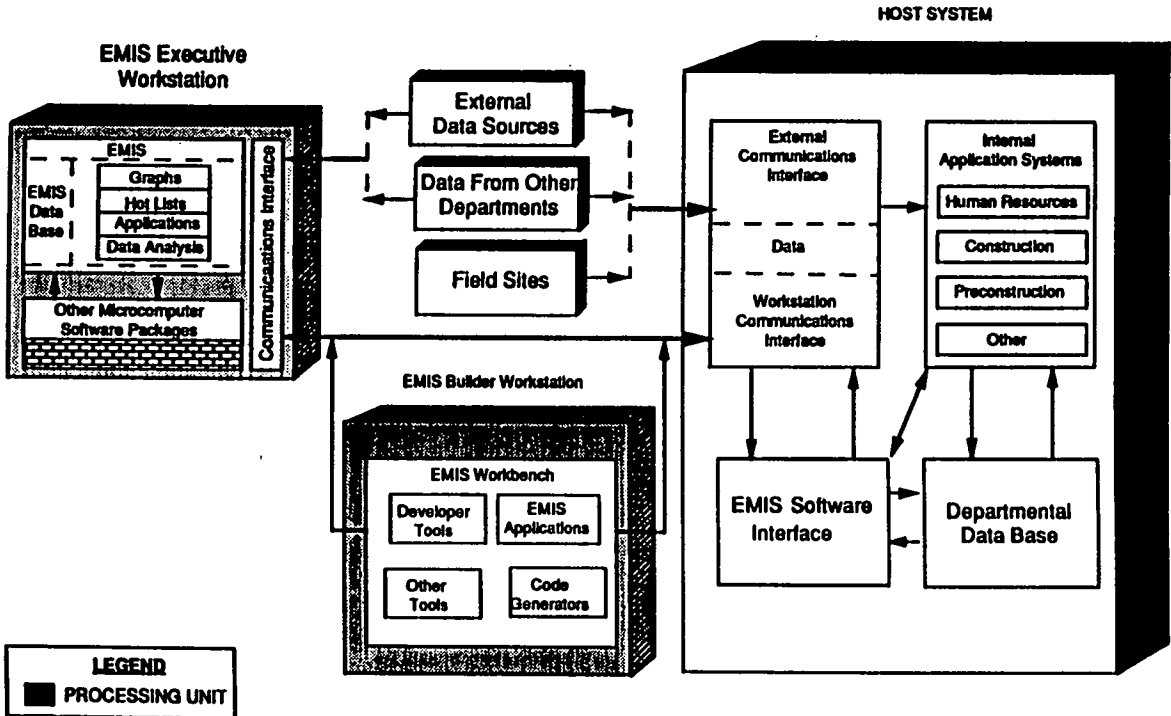 HOST SYSTEM
EMIS Executive
Workstation
EMIS
EMIS
Data
Base
Graphs
Hot Lists
Applications
Data Analysis
Other Microcomputer
Software Packages
Communicaations Interface
External
Data Sources
Data From Other
Departments
Field Sites
External
Communications
Interface
Data
Workstation
Communications
Interface
Internal
Application Systems
Human Resources
Construction
Preconstruction
Other
EMIS Software
Interface
Departmental
Data Base
EMIS Builder Workstation
EMIS Workbench
Developer
Tools
EMIS
Applications
Other
Tools
Code
Generators
LEGEND
PROCESSING UNIT